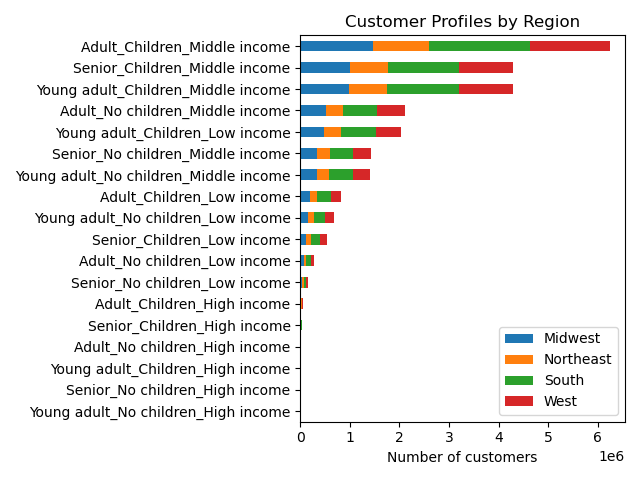 Customer Profiles by Region
Adult_Children_Middle income
Senior_Children_Middle income
Young adult_Children_Middle income
Adult_No children_Middle income
Young adult_Children_Low income
Senior_No children_Middle income
Young adult_No children_Middle income
Adult_Children_Low income
Young adult_No children_Low income
Senior_Children_Low income
Adult_No children_Low income
Senior_No children_Low income
Adult_Children_High income
Senior_Children_High income
Adult_No children_High income
Young adult_Children_High income
Senior_No children_High income
Young adult_No children_High income
Midwest
Northeast
South
West
0 1 2 3 4 5 6
1e6
Number of customers